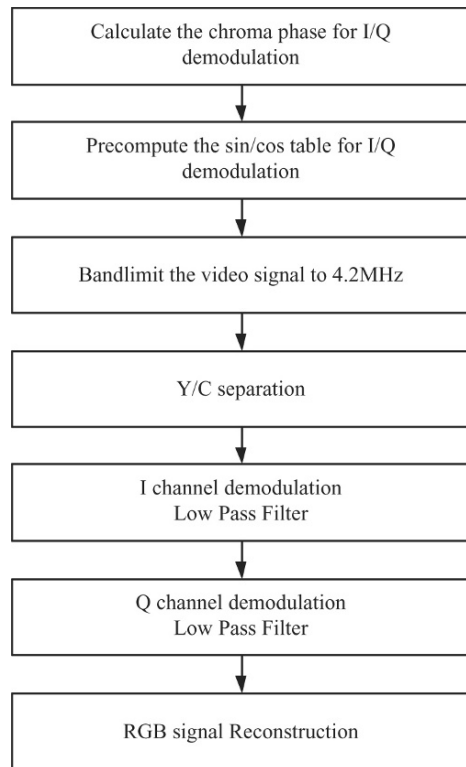 Calculate the chroma phase for I/Q
demodulation
Precompute the sin/cos table for I/Q
demodulation
Bandlimit the video signal to 4.2MHz
Y/C separation
I channel demodulation
Low Pass Filter
Q channel demodulation
Low Pass Filter
RGB signal Reconstruction